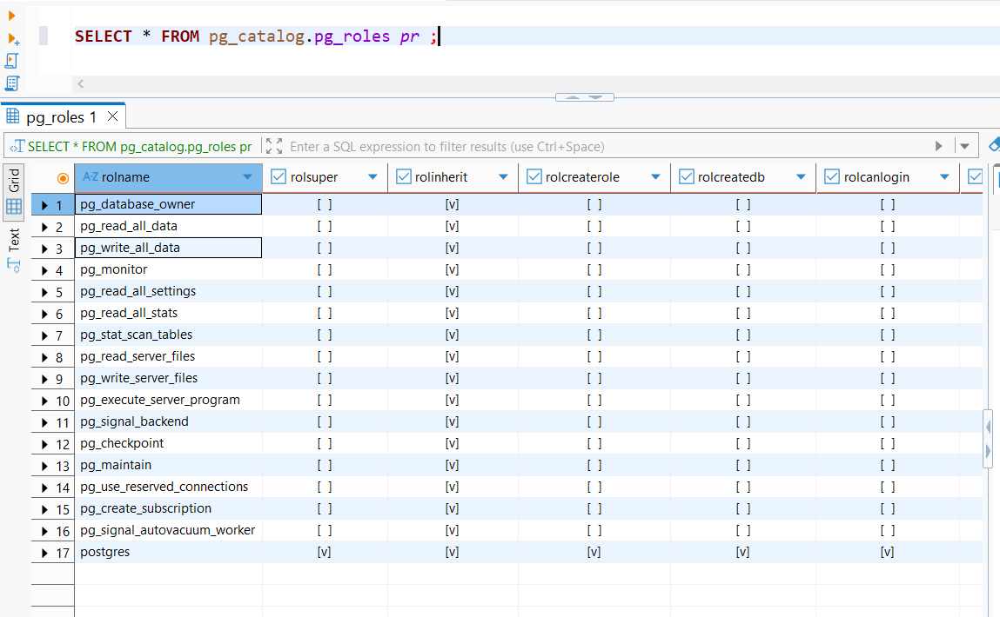 SELECT * FROM pg_catalog.pg_roles pr ;
pg_roles 1
SELECT * FROM pg_catalog.pg_roles pr Enter a SQL expression to filter results (use Ctrl+Space)
Grid
Text
A-Z rolname rolsuper rolinherit rolcreaterole rolcreatedb rolcanlogin
1 pg_database_owner [ ] [v] [ ] [ ] [ ]
2 pg_read_all_data [ ] [v] [ ] [ ] [ ]
3 pg_write_all_data [ ] [v] [ ] [ ] [ ]
4 pg_monitor [ ] [v] [ ] [ ] [ ]
5 pg_read_all_settings [ ] [v] [ ] [ ] [ ]
6 pg_read_all_stats [ ] [v] [ ] [ ] [ ]
7 pg_stat_scan_tables [ ] [v] [ ] [ ] [ ]
8 pg_read_server_files [ ] [v] [ ] [ ] [ ]
9 pg_write_server_files [ ] [v] [ ] [ ] [ ]
10 pg_execute_server_program [ ] [v] [ ] [ ] [ ]
11 pg_signal_backend [ ] [v] [ ] [ ] [ ]
12 pg_checkpoint [ ] [v] [ ] [ ] [ ]
13 pg_maintain [ ] [v] [ ] [ ] [ ]
14 pg_use_reserved_connections [ ] [v] [ ] [ ] [ ]
15 pg_create_subscription [ ] [v] [ ] [ ] [ ]
16 pg_signal_autovacuum_worker [ ] [v] [ ] [ ] [ ]
17 postgres [v] [v] [v] [v] [v]